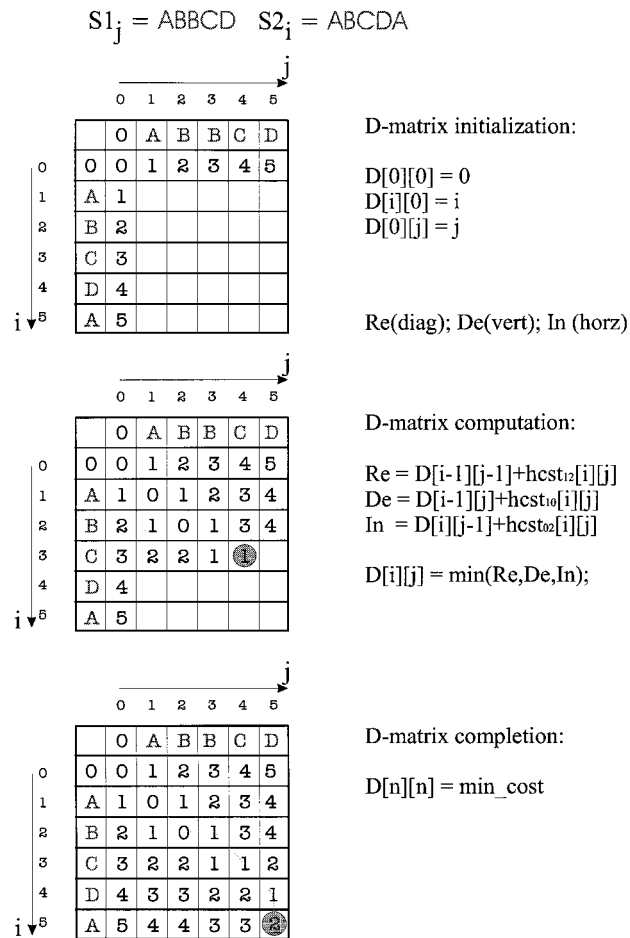 S1j = ABBCD S2i = ABCDA
j
0 1 2 3 4 5
0 A B B C D
0 0 0 1 2 3 4 5
1 A 1
2 B 2
3 C 3
4 D 4
i 5 A 5
D-matrix initialization:
D[0][0] = 0
D[i][0] = i
D[0][j] = j
Re(diag); De(vert); In (horz)
j
0 1 2 3 4 5
0 A B B C D
0 0 0 1 2 3 4 5
1 A 1 0 1 2 3 4
2 B 2 1 0 1 3 4
3 C 3 2 2 1 1
4 D 4
i 5 A 5
D-matrix computation:
Re = D[i-1][j-1]+hcst12[i][j]
De = D[i-1][j]+hcst10[i][j]
In = D[i][j-1]+hcst02[i][j]
D[i][j] = min(Re,De,In);
j
0 1 2 3 4 5
0 A B B C D
0 0 0 1 2 3 4 5
1 A 1 0 1 2 3 4
2 B 2 1 0 1 3 4
3 C 3 2 2 1 1 2
4 D 4 3 3 2 2 1
i 5 A 5 4 4 3 3 2
D-matrix completion:
D[n][n] = min_cost